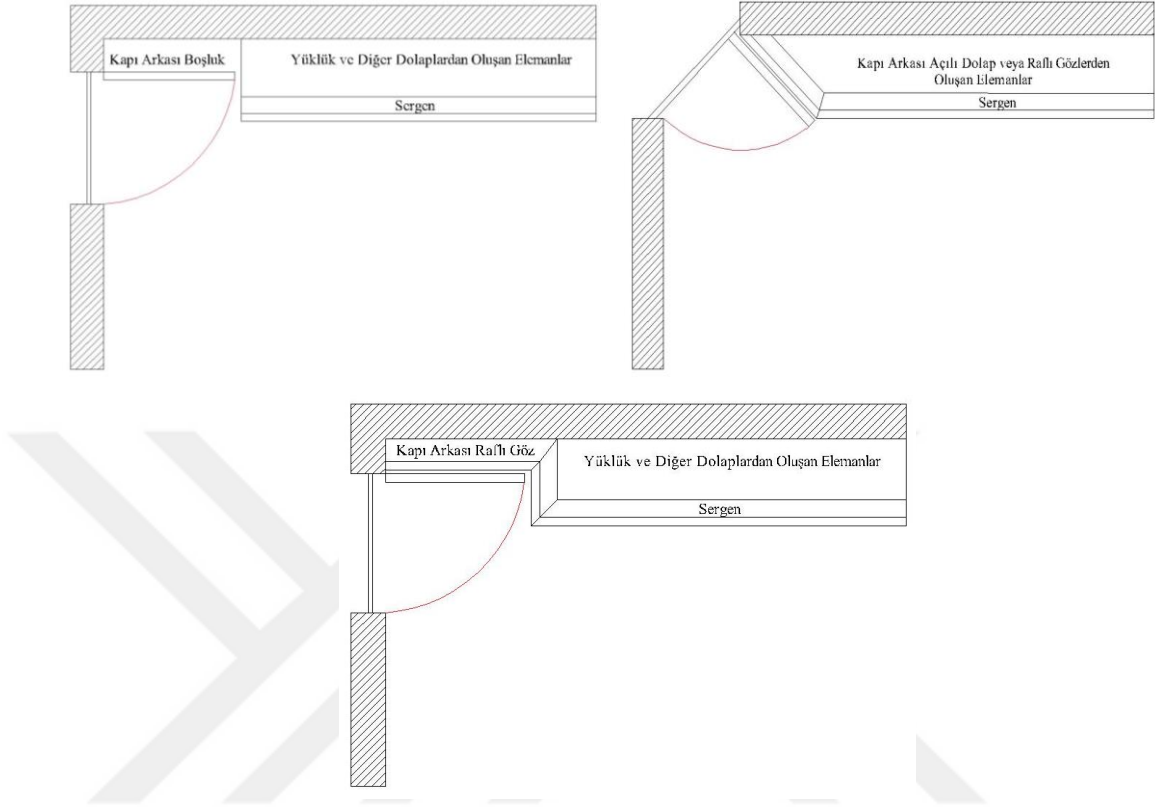 Kapı Arkası Boşluk
Yüklük ve Diğer Dolaplardan Oluşan Elemanlar
Sergen
Kapı Arkası Açılı Dolap veya Raflı Gözlerden
Oluşan Elemanlar
Sergen
Kapı Arkası Raflı Göz
Yüklük ve Diğer Dolaplardan Oluşan Elemanlar
Sergen